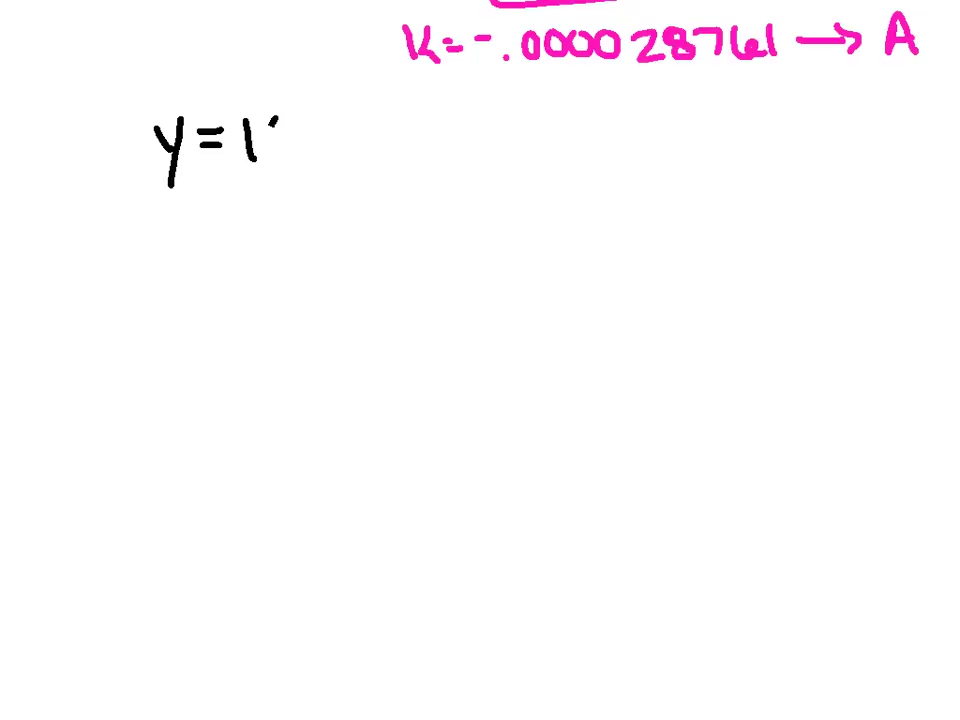 K = -.000028761 → A
y = 1